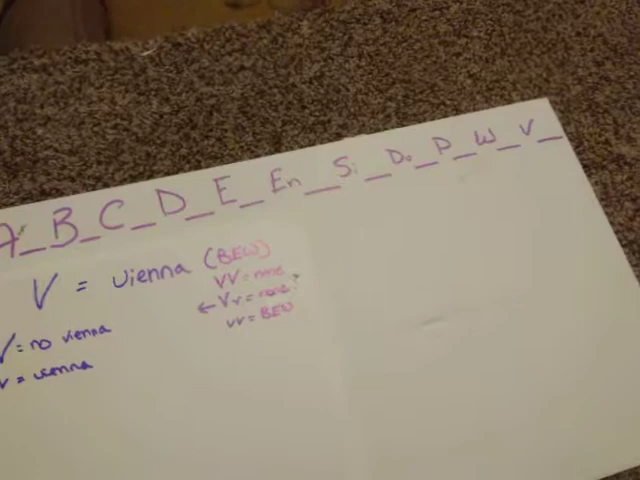 A_B_C_D_E_En_Si_Do_P_W_V_
V = vienna (BEW)
VV = none
← Vv = none
vv = BEW
V = no vienna
v = vienna